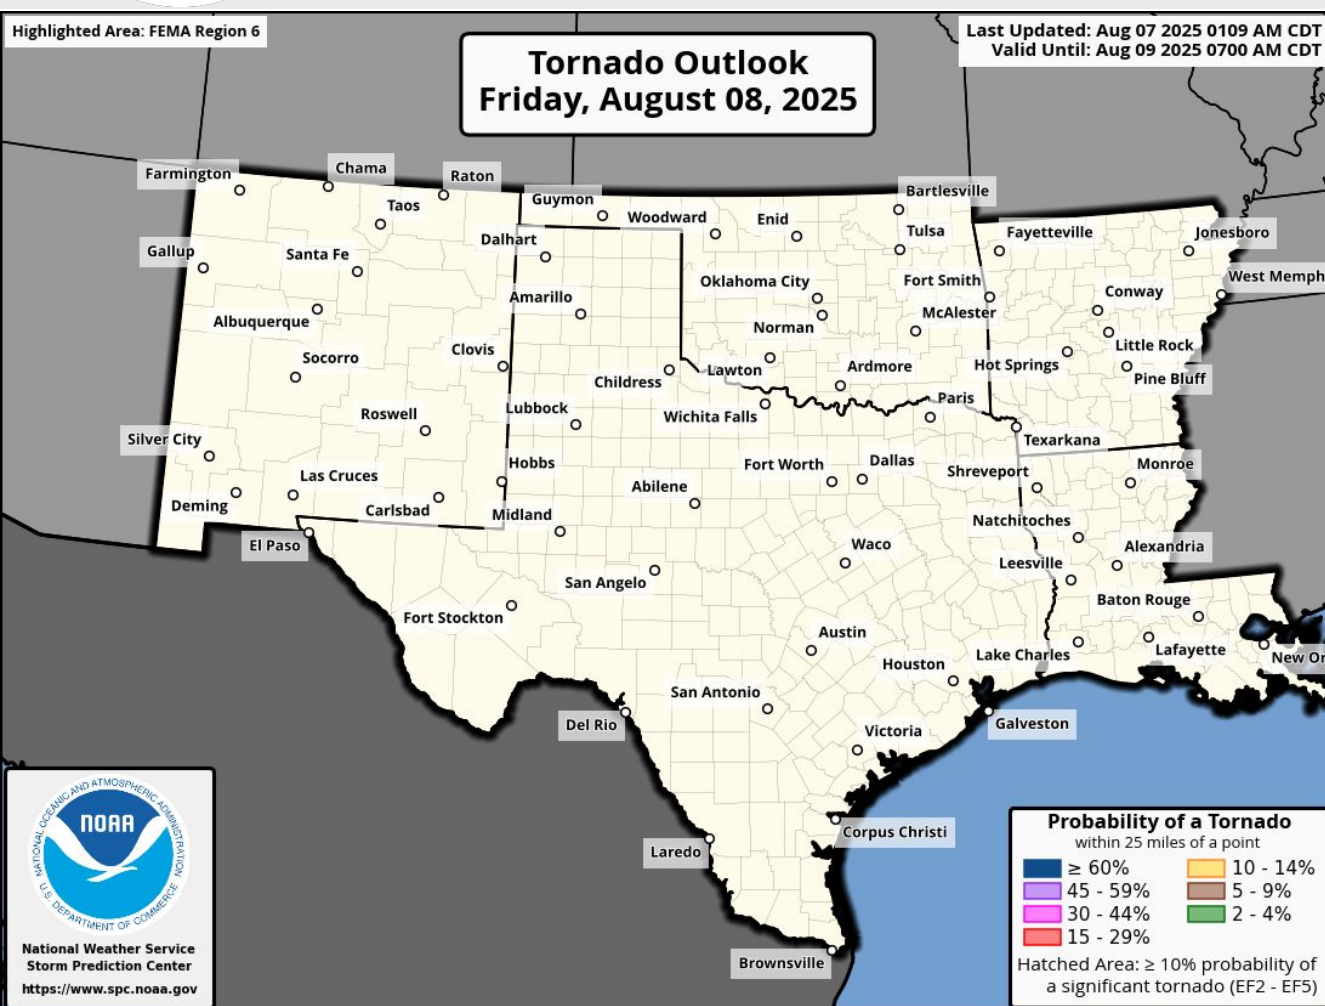 Highlighted Area: FEMA Region 6
Last Updated: Aug 07 2025 0109 AM CDT
Valid Until: Aug 09 2025 0700 AM CDT
Tornado Outlook
Friday, August 08, 2025
Farmington
Chama
Raton
Guymon
Bartlesville
Taos
Woodward
Enid
Tulsa
Fayetteville
Jonesboro
Gallup
Santa Fe
Dalhart
Oklahoma City
Fort Smith
West Memph
Amarillo
Conway
Albuquerque
Norman
McAlester
Little Rock
Socorro
Clovis
Childress
Lawton
Ardmore
Hot Springs
Pine Bluff
Roswell
Lubbock
Wichita Falls
Paris
Silver City
Texarkana
Las Cruces
Hobbs
Fort Worth
Dallas
Shreveport
Monroe
Deming
Carlsbad
Abilene
Midland
Natchitoches
El Paso
Waco
Alexandria
San Angelo
Leesville
Fort Stockton
Baton Rouge
Austin
Lake Charles
Lafayette
New Or
Houston
San Antonio
Del Rio
Galveston
Victoria
Corpus Christi
Laredo
Brownsville
NATIONAL OCEANIC AND ATMOSPHERIC ADMINISTRATION
NOAA
U.S. DEPARTMENT OF COMMERCE
National Weather Service
Storm Prediction Center
https://www.spc.noaa.gov
Probability of a Tornado
within 25 miles of a point
≥ 60%
45 - 59%
30 - 44%
15 - 29%
10 - 14%
5 - 9%
2 - 4%
Hatched Area: ≥ 10% probability of
a significant tornado (EF2 - EF5)